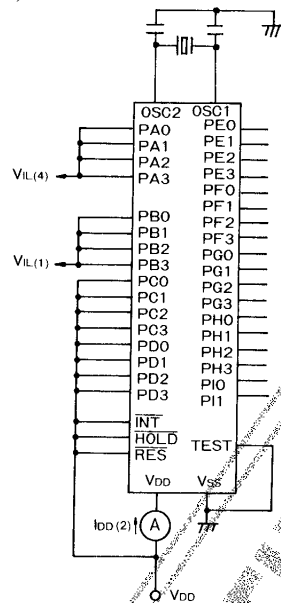 OSC2 OSC1
PA0 PE0
PA1 PE1
PA2 PE2
VIL(4) PA3 PE3
PF0
PB0 PF1
PB1 PF2
PB2 PF3
VIL(1) PB3 PG0
PC0 PG1
PC1 PG2
PC2 PG3
PC3 PH0
PD0 PH1
PD1 PH2
PD2 PH3
PD3 PI0
PI1
INT
HOLD TEST
RES
VDD VSS
IDD(2) A
VDD